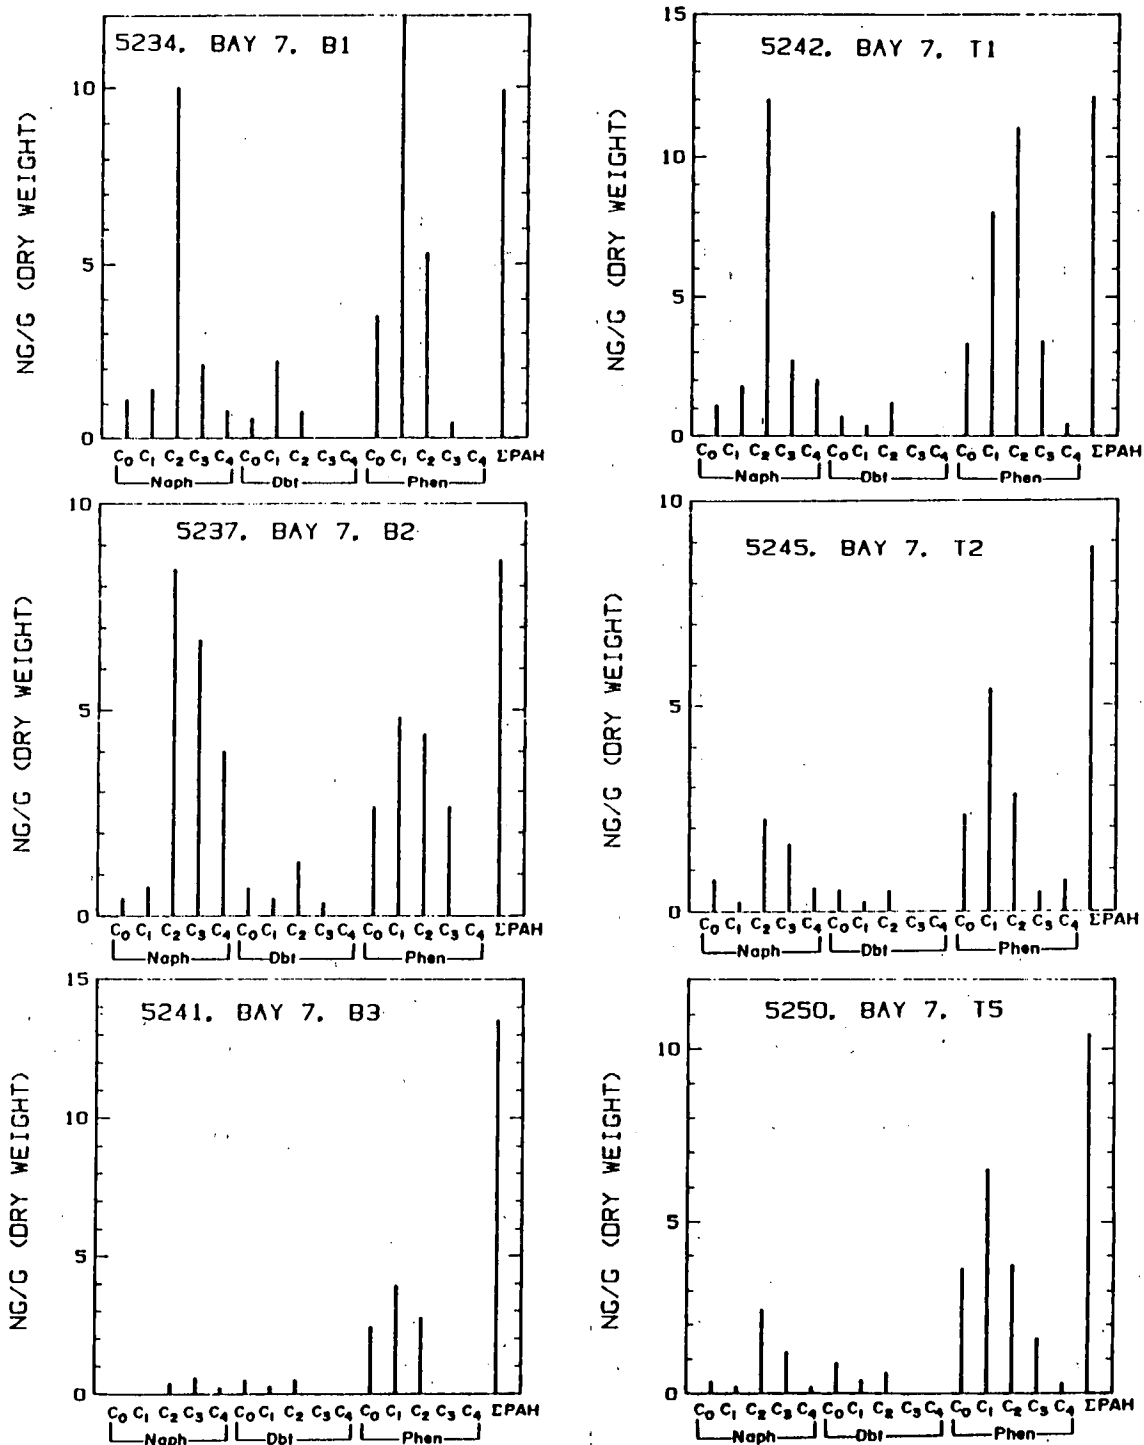 5234. BAY 7. B1
NG/G (DRY WEIGHT)
10
5
0
C0 C1 C2 C3 C4 C0 C1 C2 C3 C4 C0 C1 C2 C3 C4 ΣPAH
Naph Dbt Phen
5242. BAY 7. T1
NG/G (DRY WEIGHT)
15
10
5
0
C0 C1 C2 C3 C4 C0 C1 C2 C3 C4 C0 C1 C2 C3 C4 ΣPAH
Naph Dbt Phen
5237. BAY 7. B2
NG/G (DRY WEIGHT)
10
5
0
C0 C1 C2 C3 C4 C0 C1 C2 C3 C4 C0 C1 C2 C3 C4 ΣPAH
Naph Dbt Phen
5245. BAY 7. T2
NG/G (DRY WEIGHT)
10
5
0
C0 C1 C2 C3 C4 C0 C1 C2 C3 C4 C0 C1 C2 C3 C4 ΣPAH
Naph Dbt Phen
5241. BAY 7. B3
NG/G (DRY WEIGHT)
15
10
5
0
C0 C1 C2 C3 C4 C0 C1 C2 C3 C4 C0 C1 C2 C3 C4 ΣPAH
Naph Dbt Phen
5250. BAY 7. T5
NG/G (DRY WEIGHT)
10
5
0
C0 C1 C2 C3 C4 C0 C1 C2 C3 C4 C0 C1 C2 C3 C4 ΣPAH
Naph Dbt Phen